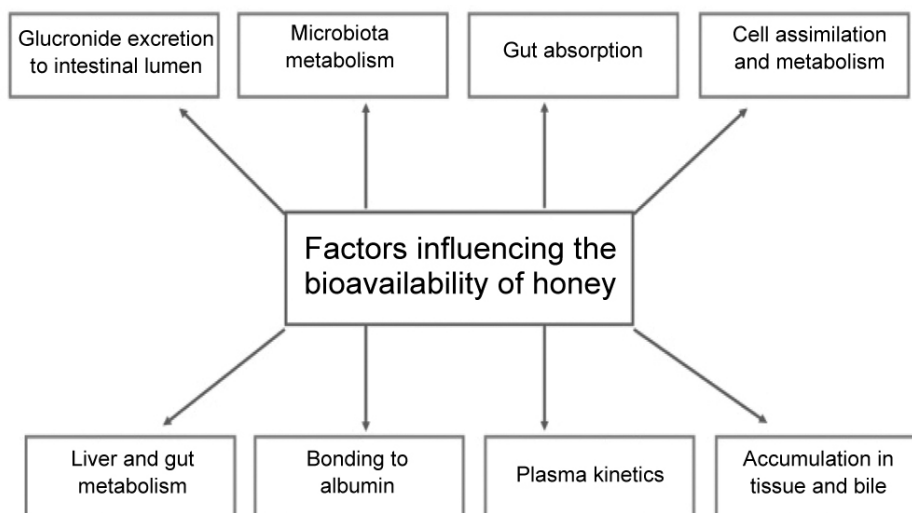 Glucronide excretion
to intestinal lumen
Microbiota
metabolism
Gut absorption
Cell assimilation
and metabolism
Factors influencing the
bioavailability of honey
Liver and gut
metabolism
Bonding to
albumin
Plasma kinetics
Accumulation in
tissue and bile